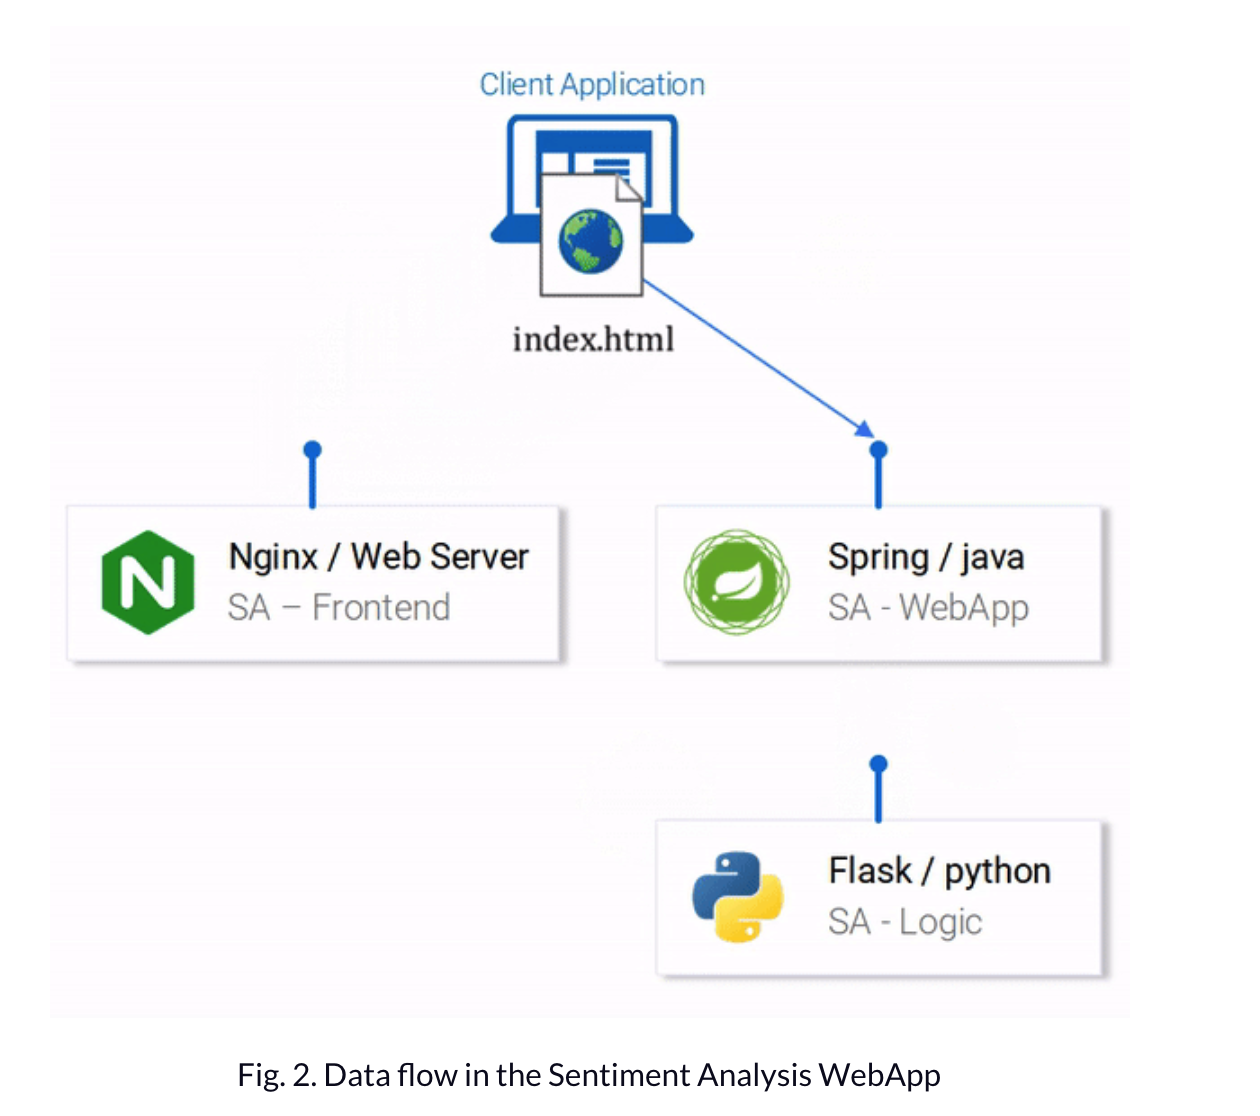 Client Application
index.html
Nginx / Web Server
SA – Frontend
Spring / java
SA - WebApp
Flask / python
SA - Logic
Fig. 2. Data flow in the Sentiment Analysis WebApp